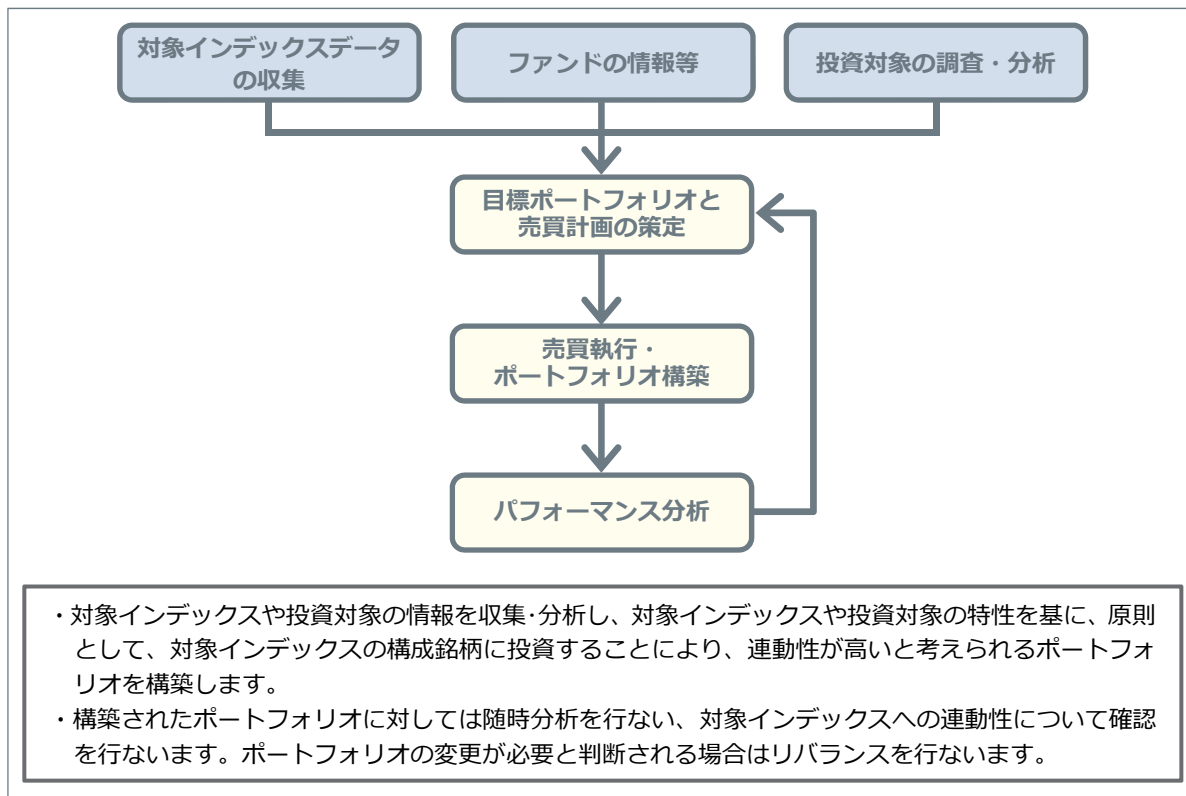 対象インデックスデータ
の収集
ファンドの情報等
投資対象の調査・分析
目標ポートフォリオと
売買計画の策定
売買執行・
ポートフォリオ構築
パフォーマンス分析
・対象インデックスや投資対象の情報を収集･分析し、対象インデックスや投資対象の特性を基に、原則
として、対象インデックスの構成銘柄に投資することにより、連動性が高いと考えられるポートフォ
リオを構築します。
・構築されたポートフォリオに対しては随時分析を行ない、対象インデックスへの連動性について確認
を行ないます。ポートフォリオの変更が必要と判断される場合はリバランスを行ないます。